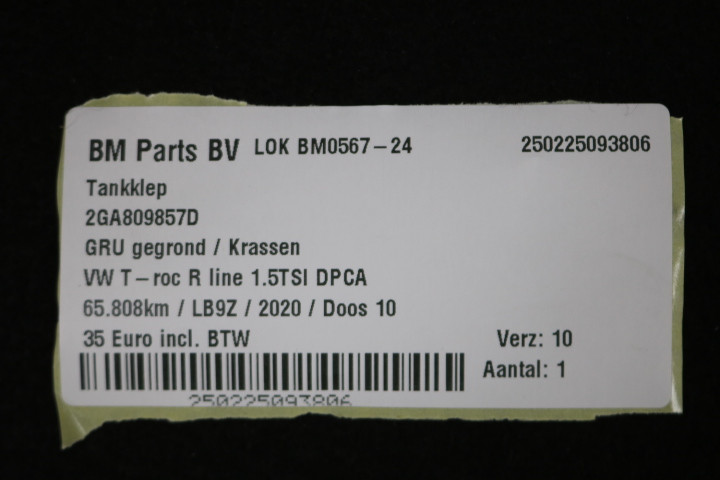 BM Parts BV LOK BM0567-24 250225093806
Tankklep
2GA809857D
GRU gegrond / Krassen
VW T-roc R line 1.5TSI DPCA
65.808km / LB9Z / 2020 / Doos 10
35 Euro incl. BTW Verz: 10
Aantal: 1
250225093806